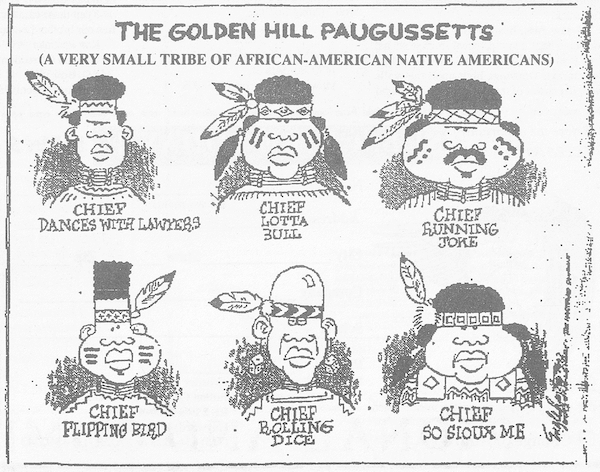 THE GOLDEN HILL PAUGUSSETTS
(A VERY SMALL TRIBE OF AFRICAN-AMERICAN NATIVE AMERICANS)
CHIEF
DANCES WITH LAWYERS
CHIEF
LOTTA
BULL
CHIEF
RUNNING
JOKE
CHIEF
FLIPPING BIRD
CHIEF
ROLLING
DICE
CHIEF
SO SIOUX ME